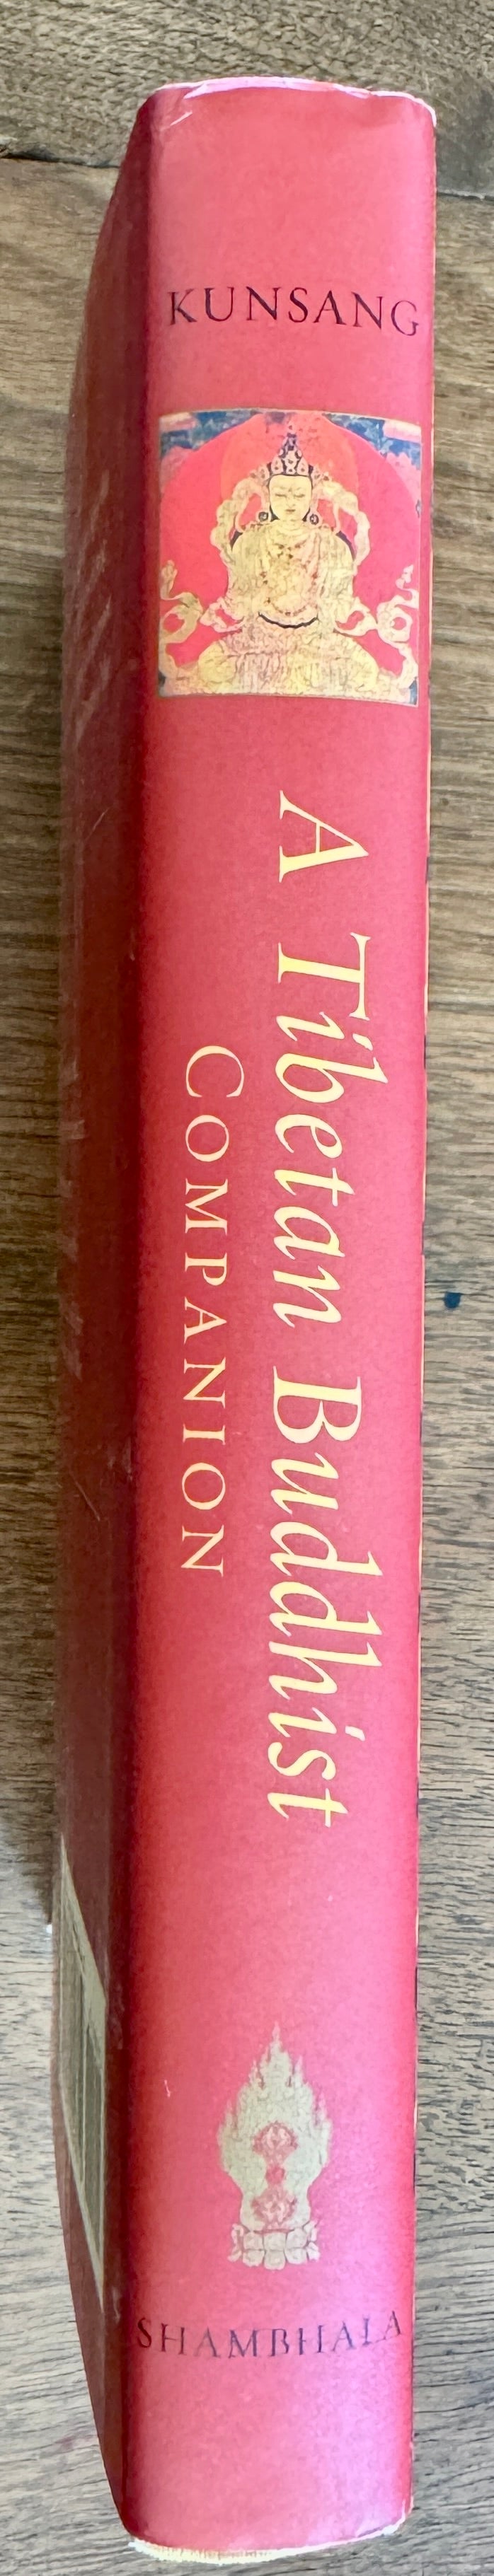 KUNSANG
A Tibetan Buddhist
COMPANION
SHAMBHALA